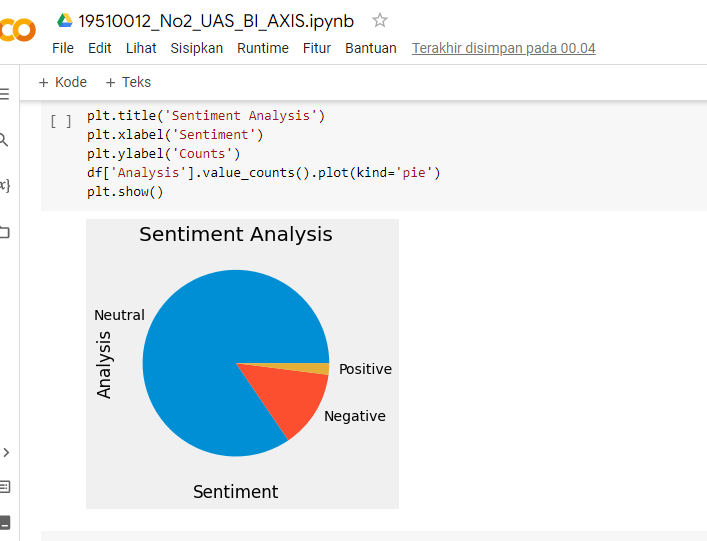 19510012_No2_UAS_BI_AXIS.ipynb
File Edit Lihat Sisipkan Runtime Fitur Bantuan Terakhir disimpan pada 00.04
+ Kode + Teks
[ ] plt.title('Sentiment Analysis')
plt.xlabel('Sentiment')
plt.ylabel('Counts')
df['Analysis'].value_counts().plot(kind='pie')
plt.show()
Sentiment Analysis
Neutral
Analysis
Positive
Negative
Sentiment